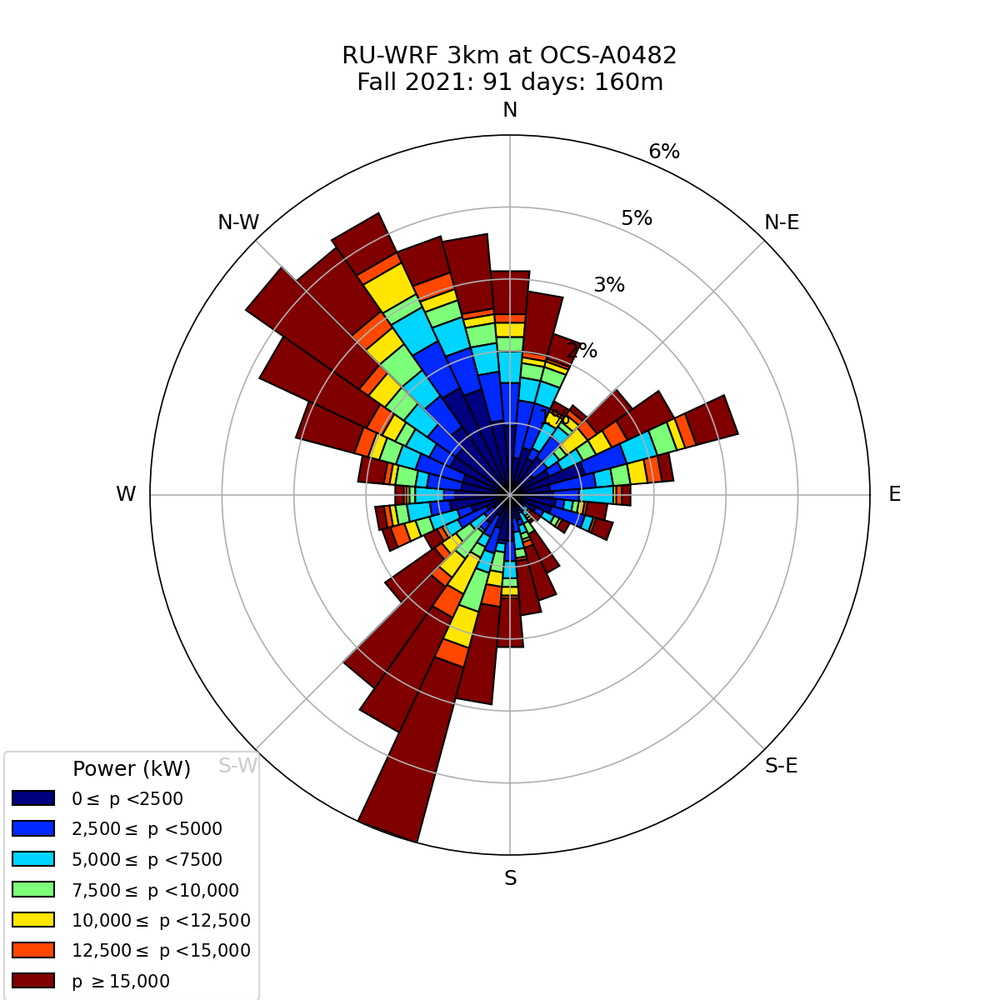 RU-WRF 3km at OCS-A0482
Fall 2021: 91 days: 160m
N
6%
N-W
5%
N-E
3%
2%
1%
W
E
S-W
S-E
S
Power (kW)
0≤ p <2500
2,500≤ p <5000
5,000≤ p <7500
7,500≤ p <10,000
10,000≤ p <12,500
12,500≤ p <15,000
p ≥15,000